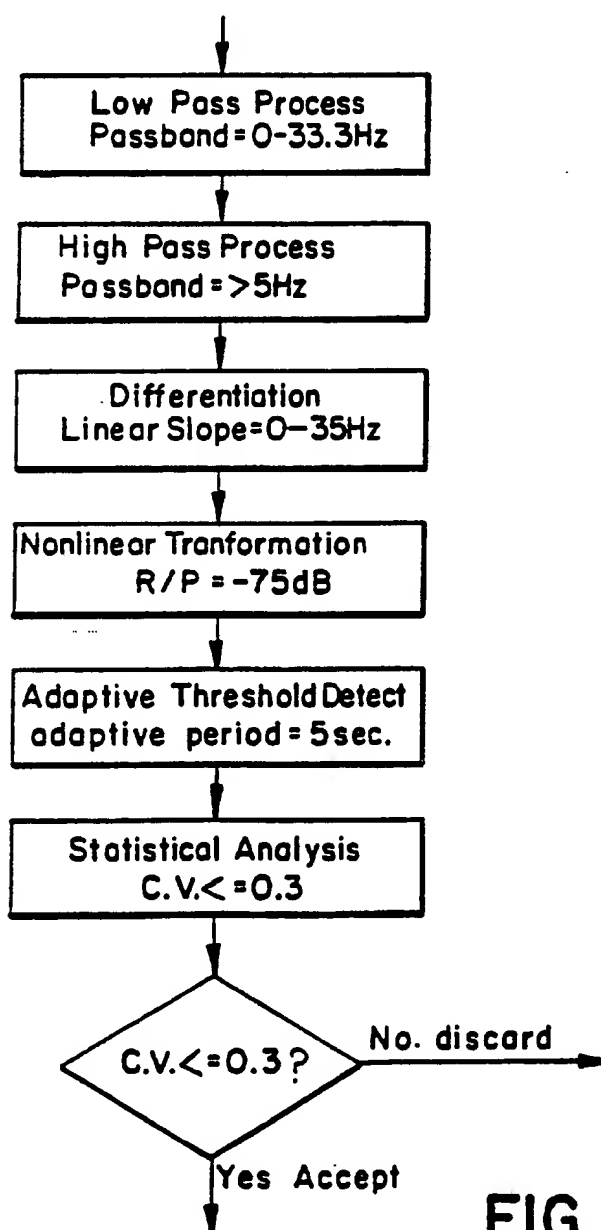 Low Pass Process
Passband=0-33.3Hz
High Pass Process
Passband=>5Hz
Differentiation
Linear Slope=0-35Hz
Nonlinear Tranformation
R/P=-75dB
Adaptive Threshold Detect
adaptive period=5sec.
Statistical Analysis
C.V.<=0.3
C.V.<=0.3?
No. discard
Yes Accept
FIG